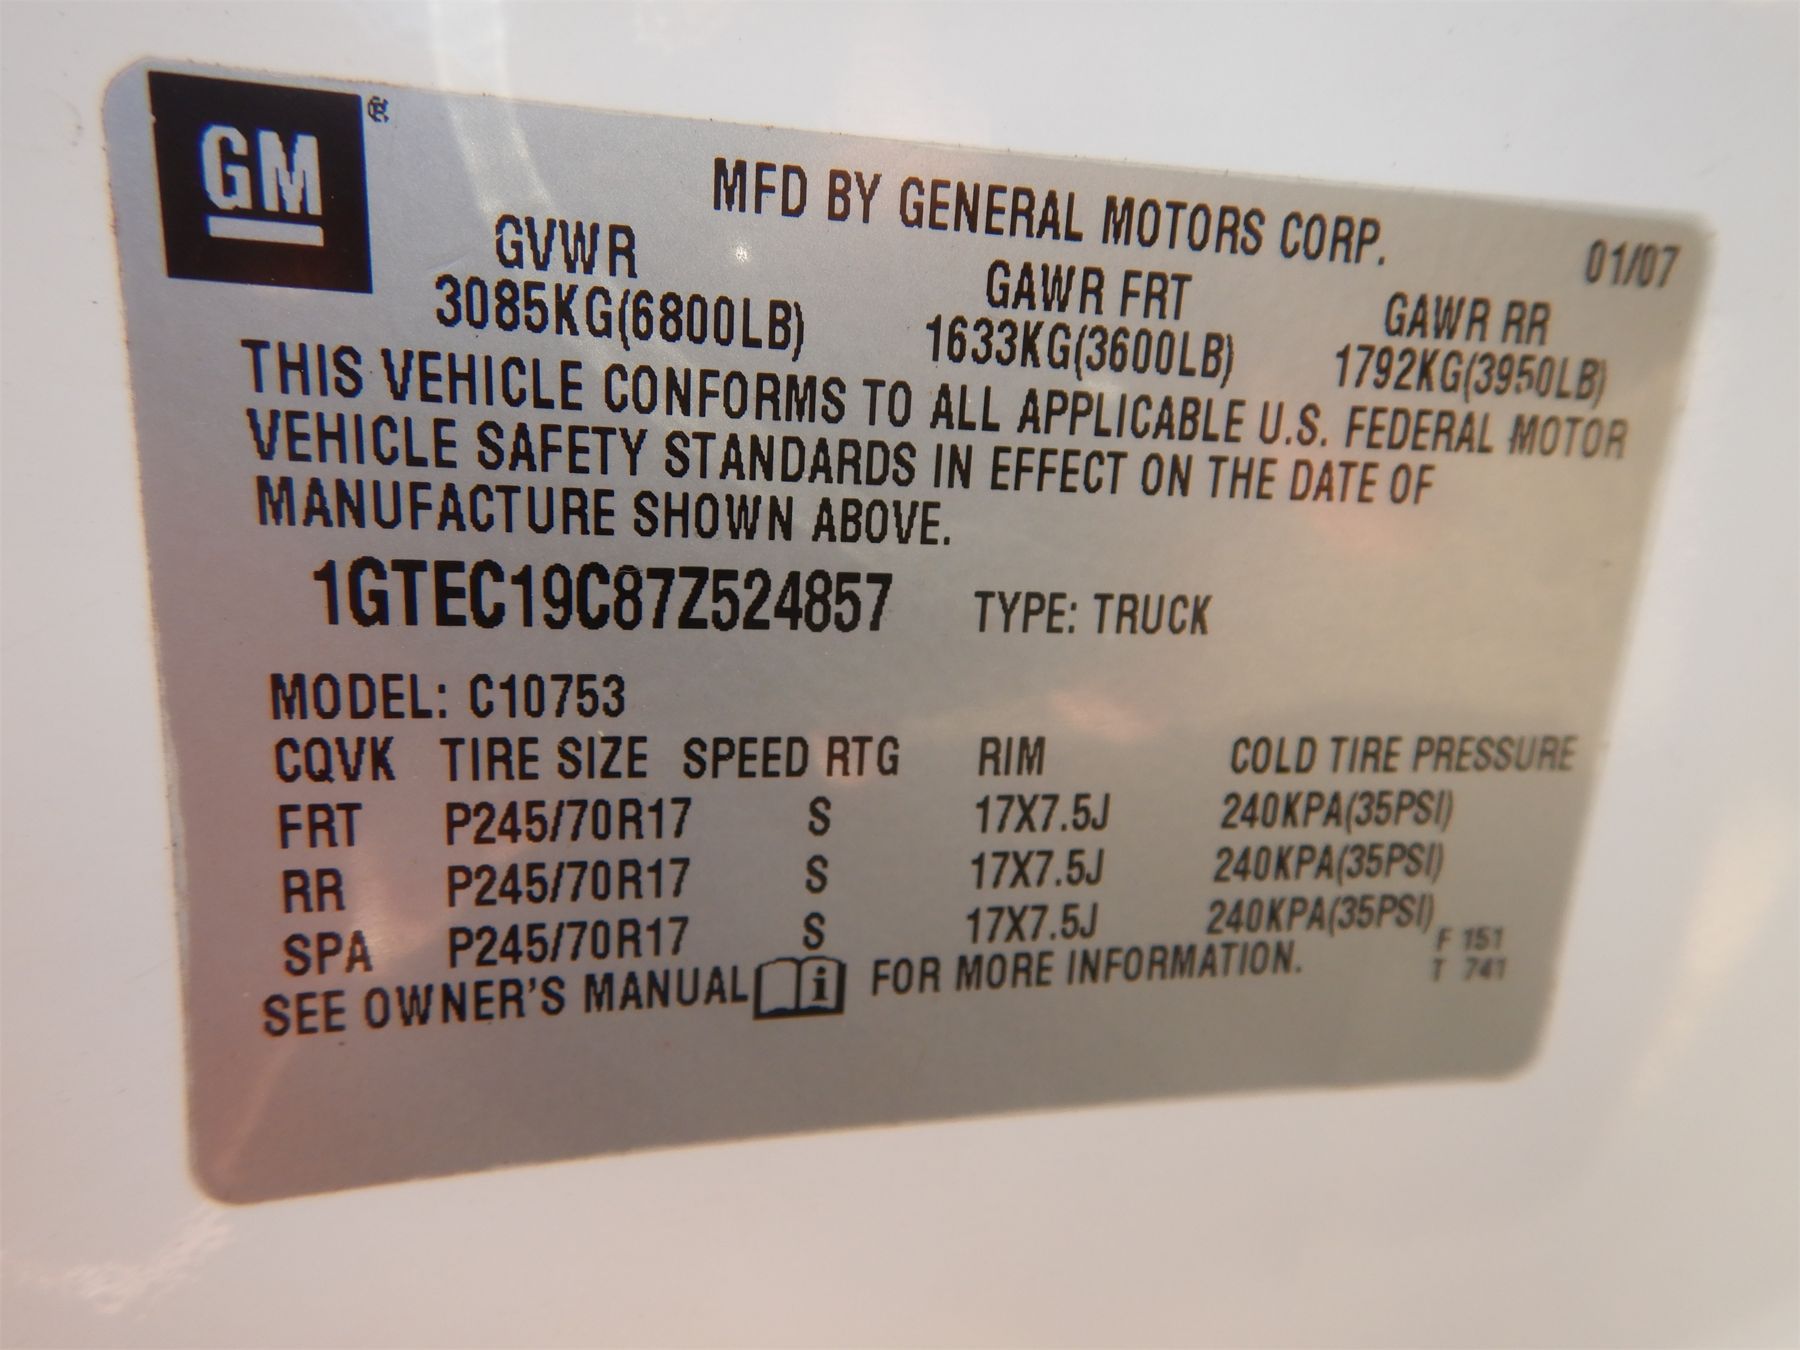 GM®
MFD BY GENERAL MOTORS CORP. 01/07
GVWR GAWR FRT GAWR RR
3085KG(6800LB) 1633KG(3600LB) 1792KG(3950LB)
THIS VEHICLE CONFORMS TO ALL APPLICABLE U.S. FEDERAL MOTOR
VEHICLE SAFETY STANDARDS IN EFFECT ON THE DATE OF
MANUFACTURE SHOWN ABOVE.
1GTEC19C87Z524857 TYPE: TRUCK
MODEL: C10753
CQVK TIRE SIZE SPEED RTG RIM COLD TIRE PRESSURE
FRT P245/70R17 S 17X7.5J 240KPA(35PSI)
RR P245/70R17 S 17X7.5J 240KPA(35PSI)
SPA P245/70R17 S 17X7.5J 240KPA(35PSI)
SEE OWNER'S MANUAL i FOR MORE INFORMATION.
F 151
T 741